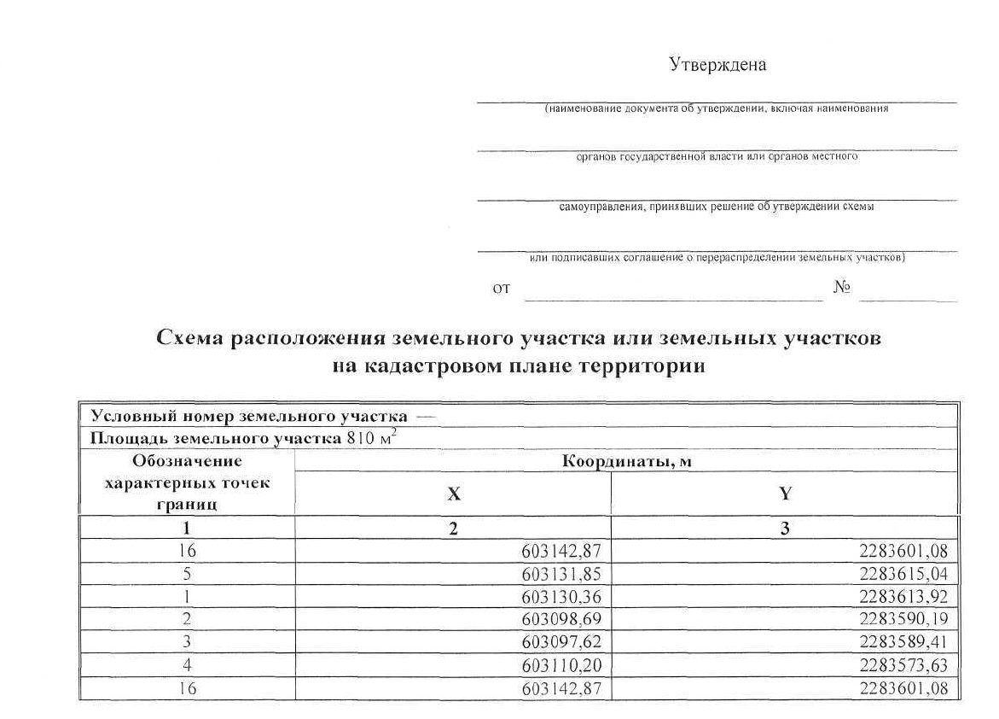 Утверждена
(наименование документа об утверждении, включая наименования
органов государственной власти или органов местного
самоуправления, принявших решение об утверждении схемы
или подписавших соглашение о перераспределении земельных участков)
от №
Схема расположения земельного участка или земельных участков
на кадастровом плане территории
Условный номер земельного участка —
Площадь земельного участка 810 м²
Обозначение характерных точек границ
Координаты, м
X Y
1 2 3
16 603142,87 2283601,08
5 603131,85 2283615,04
1 603130,36 2283613,92
2 603098,69 2283590,19
3 603097,62 2283589,41
4 603110,20 2283573,63
16 603142,87 2283601,08